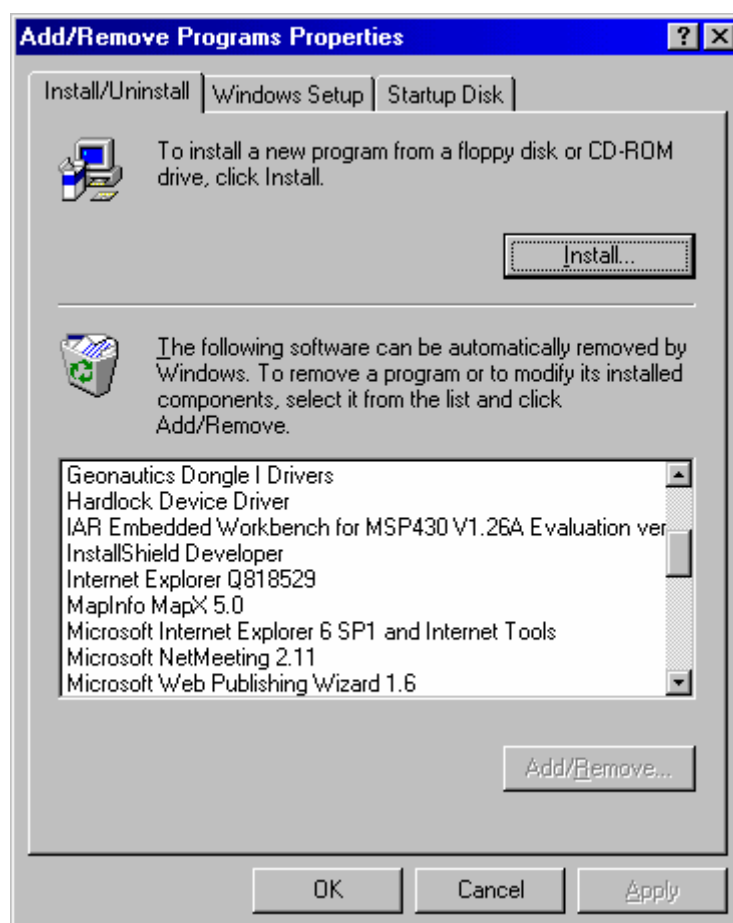 Add/Remove Programs Properties
Install/Uninstall
Windows Setup
Startup Disk
To install a new program from a floppy disk or CD-ROM
drive, click Install.
Install...
The following software can be automatically removed by
Windows. To remove a program or to modify its installed
components, select it from the list and click
Add/Remove.
Geonautics Dongle I Drivers
Hardlock Device Driver
IAR Embedded Workbench for MSP430 V1.26A Evaluation ver
InstallShield Developer
Internet Explorer Q818529
MapInfo MapX 5.0
Microsoft Internet Explorer 6 SP1 and Internet Tools
Microsoft NetMeeting 2.11
Microsoft Web Publishing Wizard 1.6
Add/Remove...
OK
Cancel
Apply